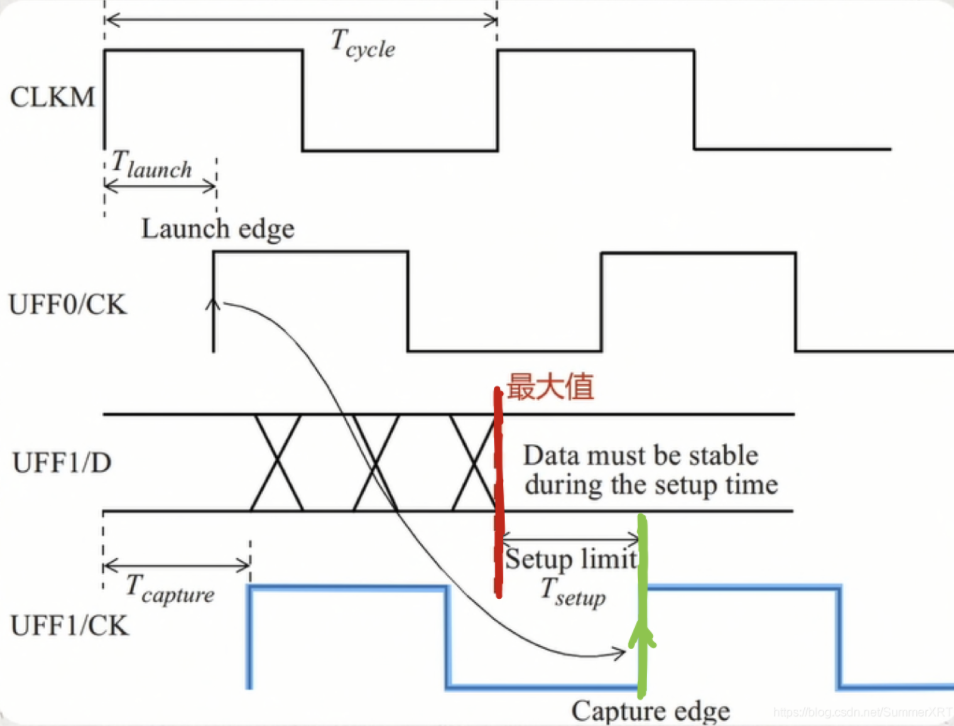 Tcycle
CLKM
Tlaunch
Launch edge
UFF0/CK
最大值
UFF1/D
Data must be stable
during the setup time
Setup limit
Tsetup
Tcapture
UFF1/CK
Capture edge
https://blog.csdn.net/SummerXRT